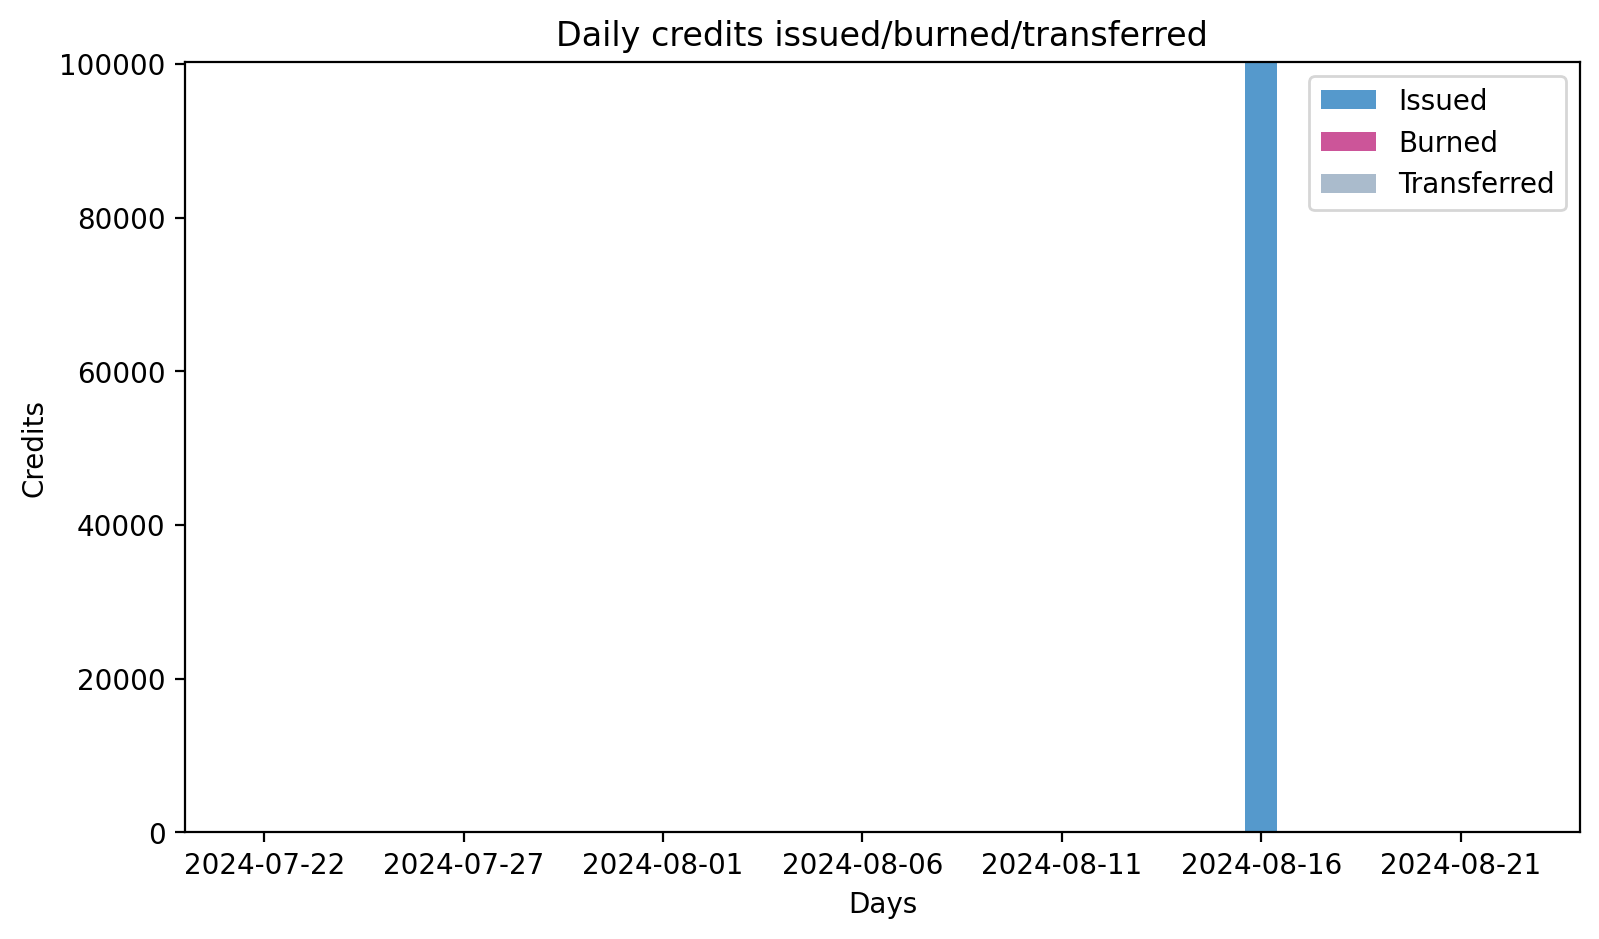 Daily credits issued/burned/transferred
100000
80000
60000
40000
20000
0
Credits
Issued
Burned
Transferred
2024-07-22 2024-07-27 2024-08-01 2024-08-06 2024-08-11 2024-08-16 2024-08-21
Days